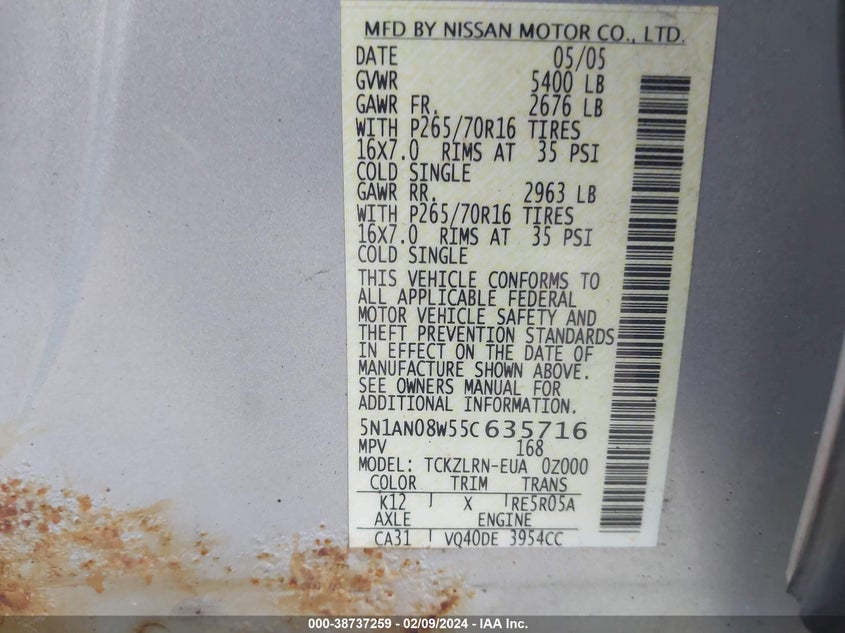 MFD BY NISSAN MOTOR CO., LTD.
DATE 05/05
GVWR 5400 LB
GAWR FR. 2676 LB
WITH P265/70R16 TIRES
16X7.0 RIMS AT 35 PSI
COLD SINGLE
GAWR RR. 2963 LB
WITH P265/70R16 TIRES
16X7.0 RIMS AT 35 PSI
COLD SINGLE
THIS VEHICLE CONFORMS TO
ALL APPLICABLE FEDERAL
MOTOR VEHICLE SAFETY AND
THEFT PREVENTION STANDARDS
IN EFFECT ON THE DATE OF
MANUFACTURE SHOWN ABOVE.
SEE OWNERS MANUAL FOR
ADDITIONAL INFORMATION.
5N1AN08W55C635716
MPV 168
MODEL: TCKZLRN-EUA 0Z000
COLOR TRIM TRANS
K12 X RE5R05A
AXLE ENGINE
CA31 VQ40DE 3954CC
000-38737259 - 02/09/2024 - IAA Inc.